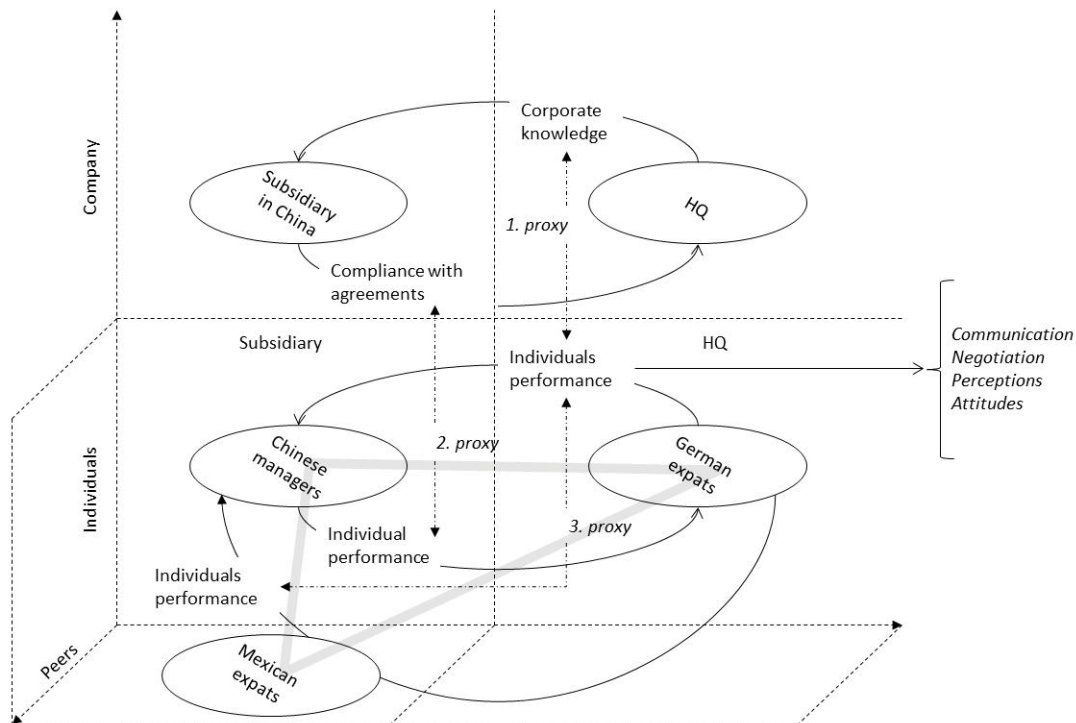 Corporate
knowledge
Company
Subsidiary
in China
HQ
1. proxy
Compliance with
agreements
Subsidiary
HQ
Individuals
performance
Communication
Negotiation
Perceptions
Attitudes
Individuals
Chinese
managers
2. proxy
German
expats
3. proxy
Individual
performance
Individuals
performance
Peers
Mexican
expats